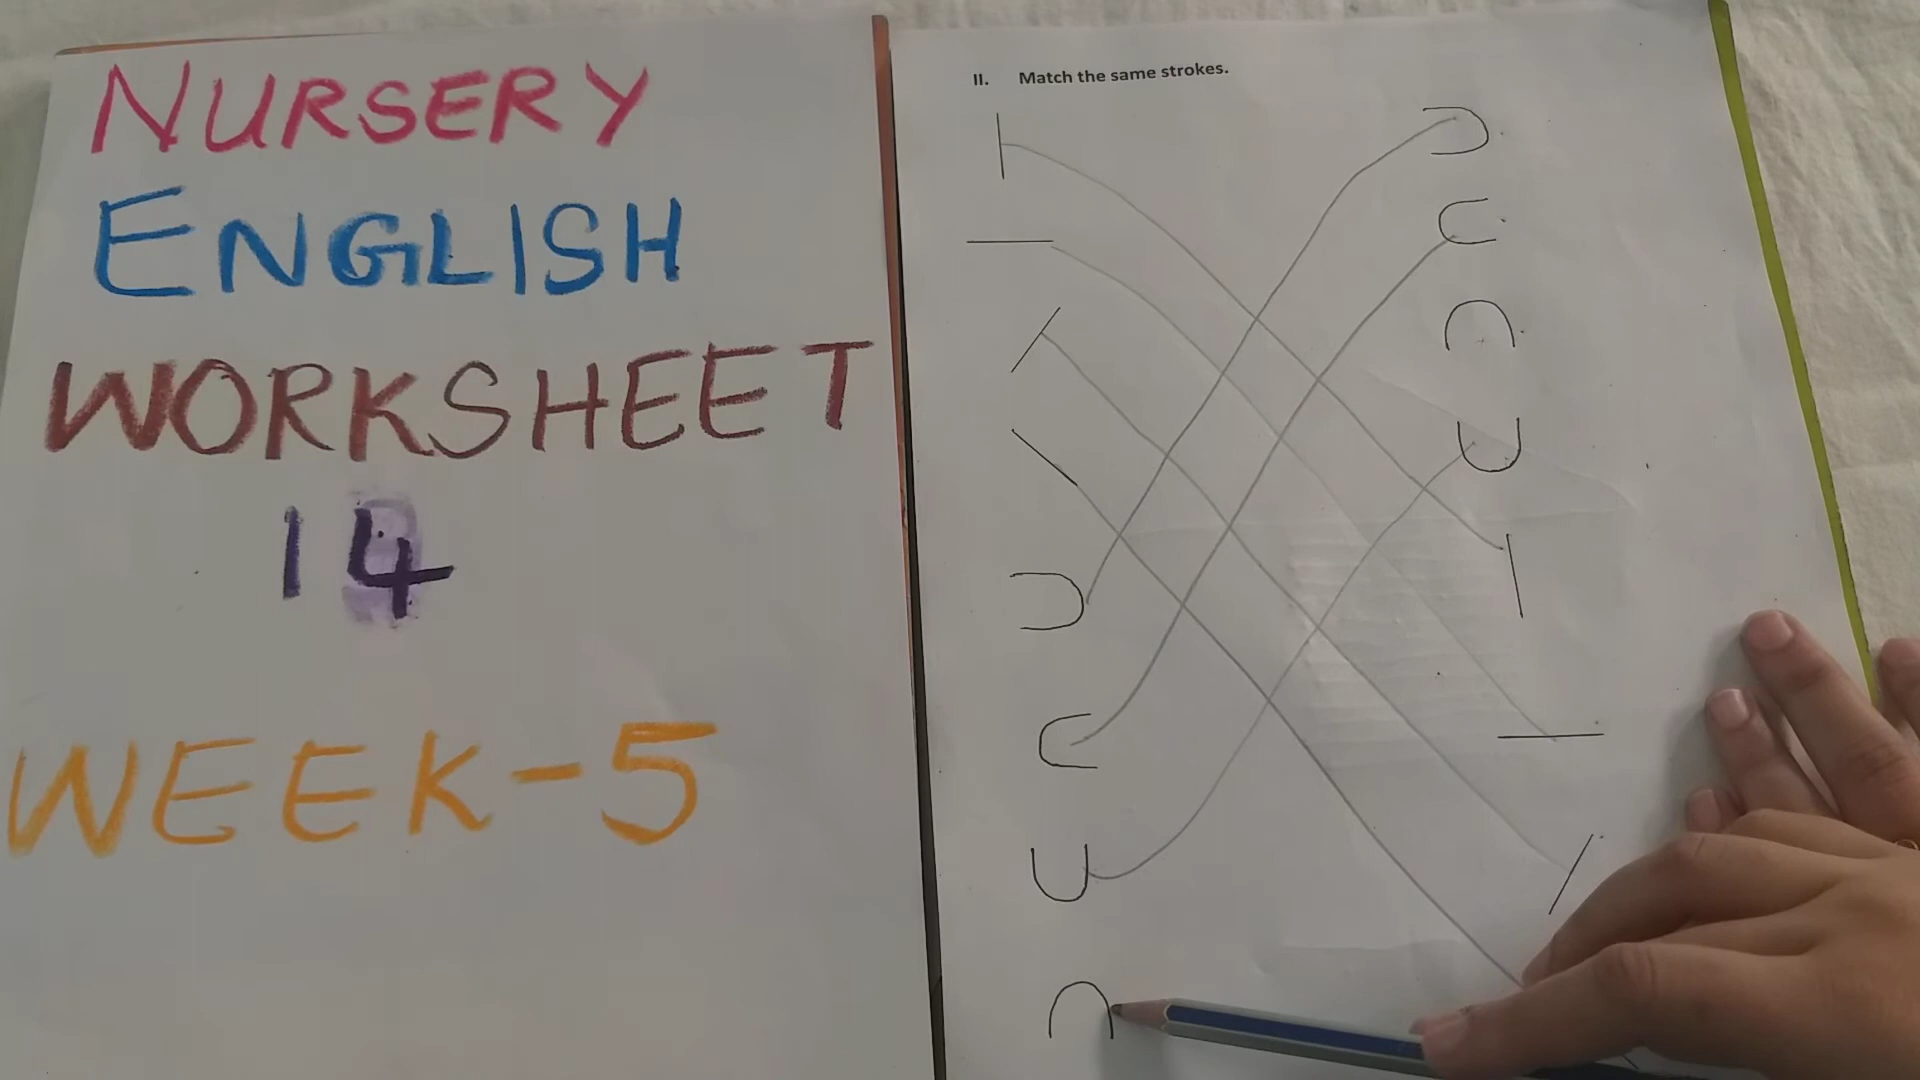 NURSERY
ENGLISH
WORKSHEET
14
WEEK-5
II. Match the same strokes.